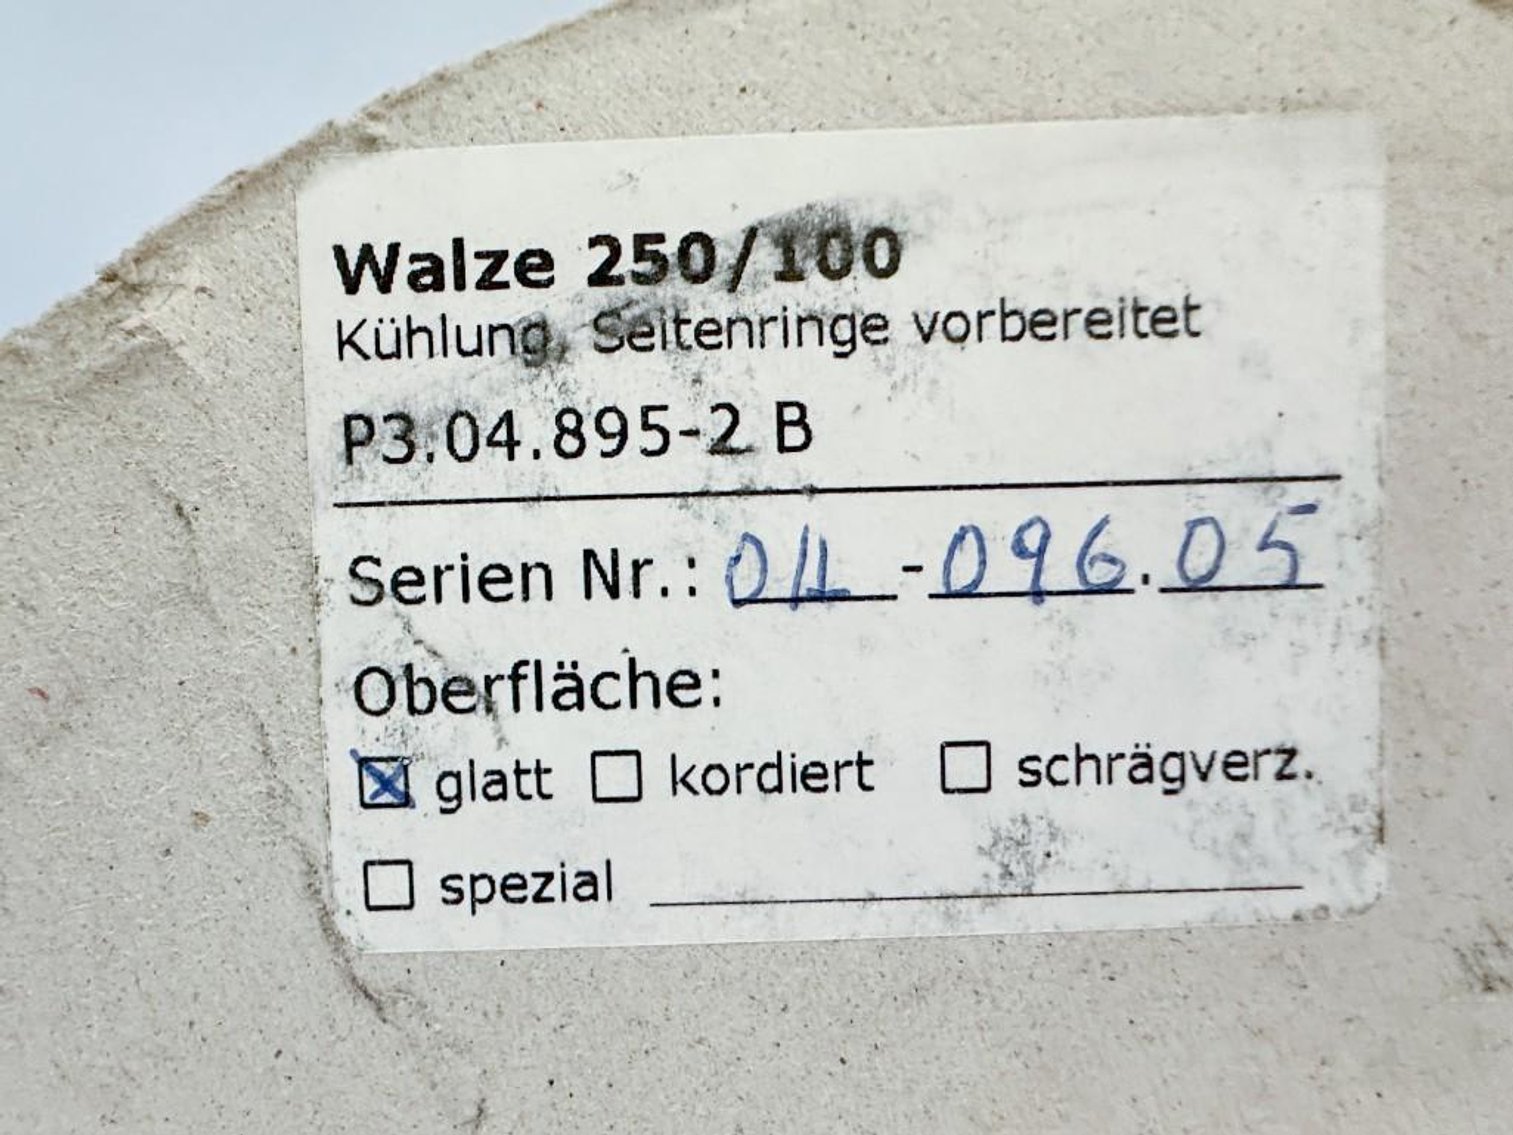 Walze 250/100
Kühlung, Seitenringe vorbereitet
P3.04.895-2 B
Serien Nr.: 04-096.05
Oberfläche:
☒ glatt ☐ kordiert ☐ schrägverz.
☐ spezial